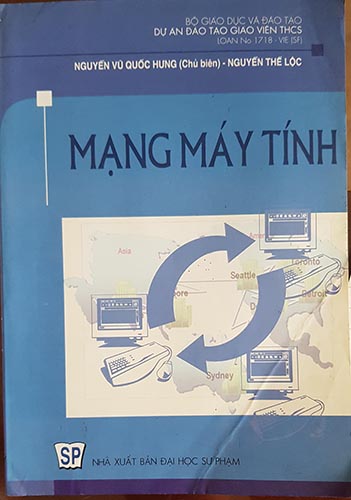 BỘ GIÁO DỤC VÀ ĐÀO TẠO
DỰ ÁN ĐÀO TẠO GIÁO VIÊN THCS
LOAN No 1718 - VIE (SF)
NGUYỄN VŨ QUỐC HƯNG (Chủ biên) - NGUYỄN THẾ LỘC
MẠNG MÁY TÍNH
Asia
Toronto
Seattle
Detroit
Sydney
SP
NHÀ XUẤT BẢN ĐẠI HỌC SƯ PHẠM